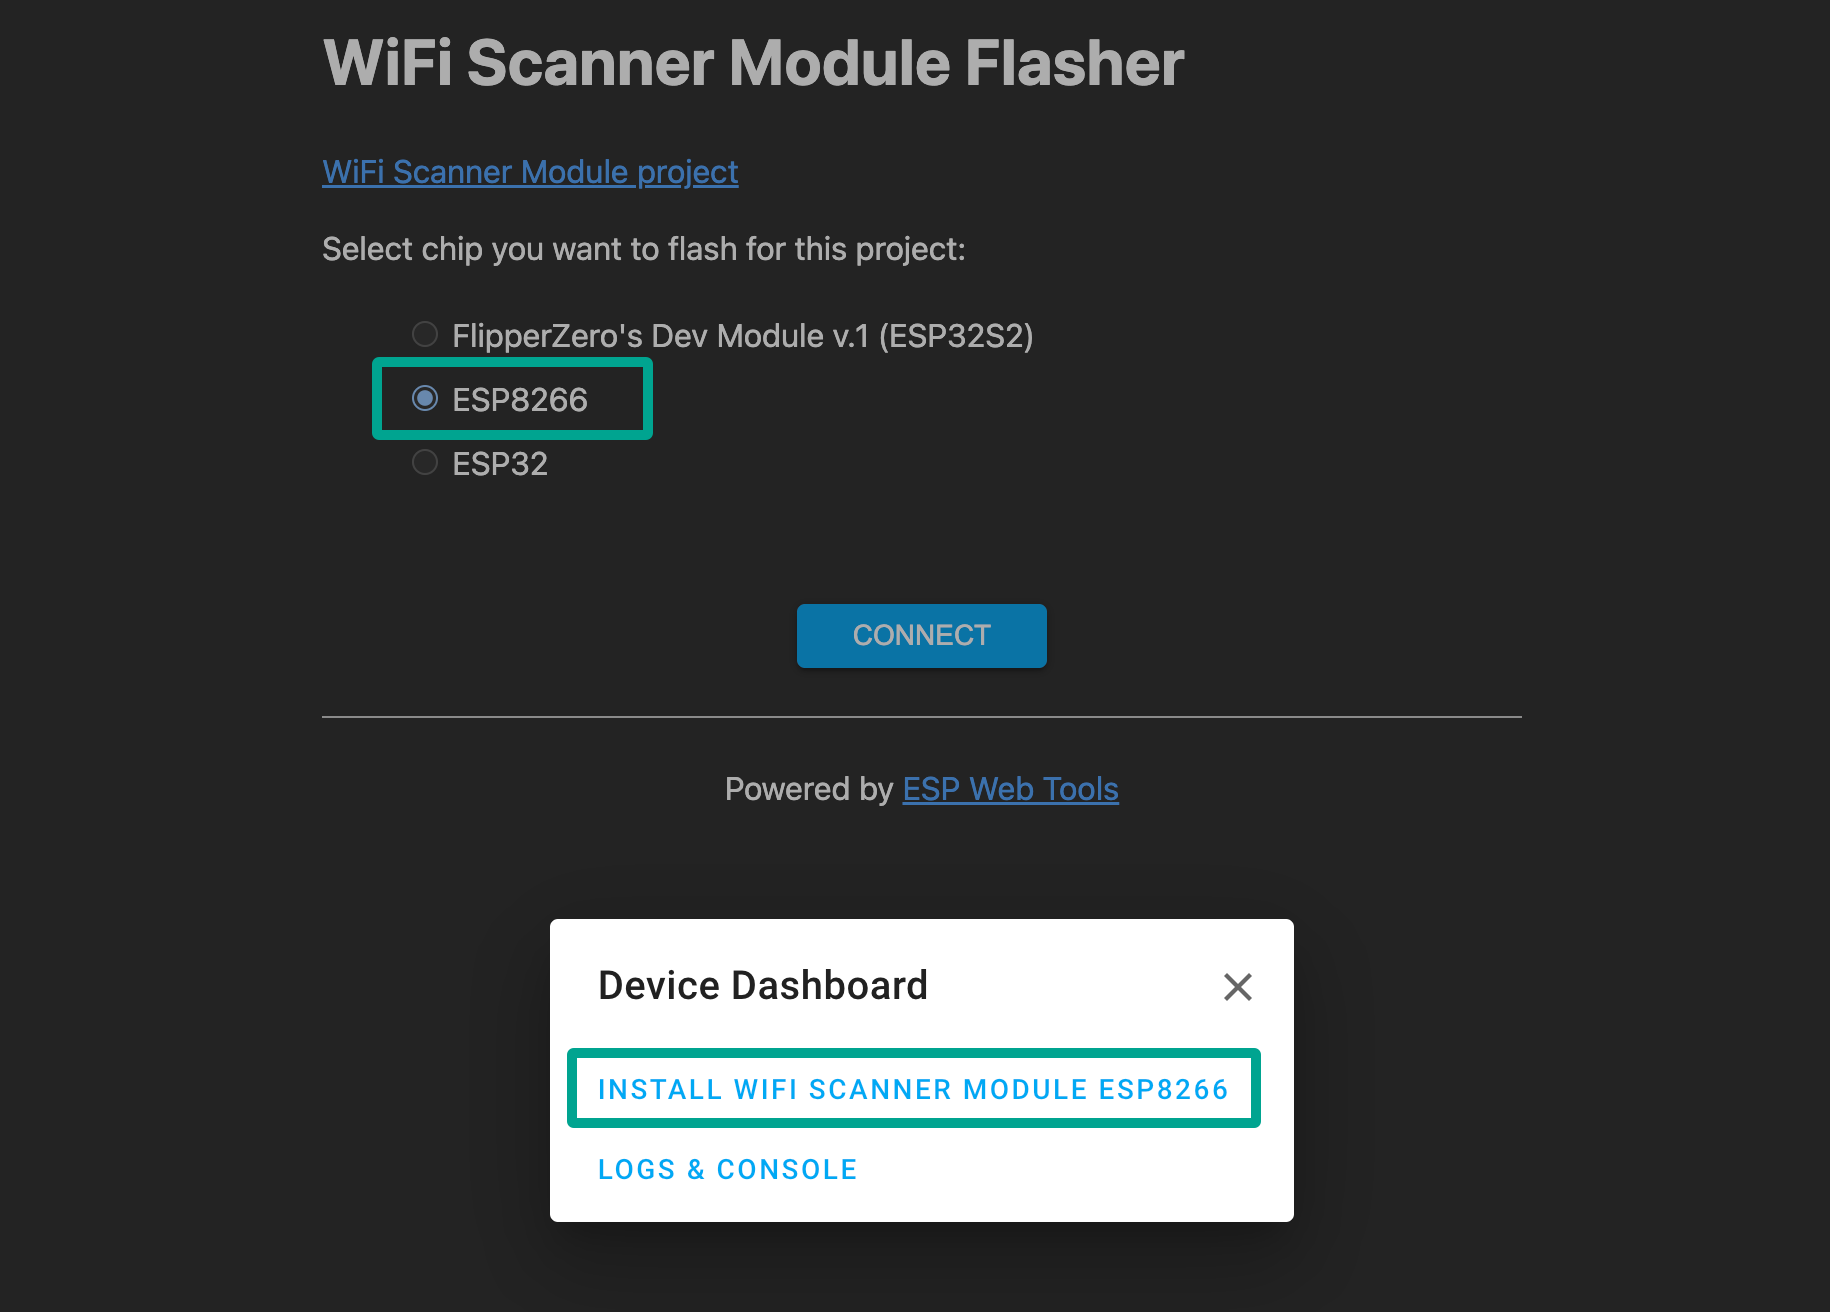 WiFi Scanner Module Flasher
WiFi Scanner Module project
Select chip you want to flash for this project:
FlipperZero's Dev Module v.1 (ESP32S2)
ESP8266
ESP32
CONNECT
Powered by ESP Web Tools
Device Dashboard
INSTALL WIFI SCANNER MODULE ESP8266
LOGS & CONSOLE